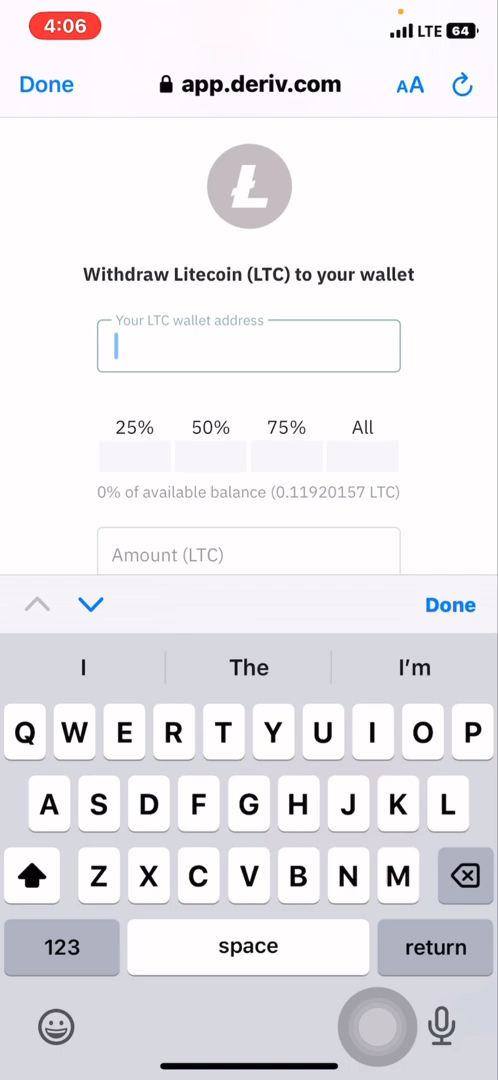 4:06
LTE 64
Done
app.deriv.com
AA
Withdraw Litecoin (LTC) to your wallet
Your LTC wallet address
25% 50% 75% All
0% of available balance (0.11920157 LTC)
Amount (LTC)
Done
I The I’m
Q W E R T Y U I O P
A S D F G H J K L
Z X C V B N M
123 space return